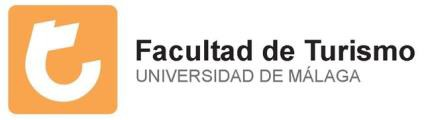 Facultad de Turismo
UNIVERSIDAD DE MÁLAGA